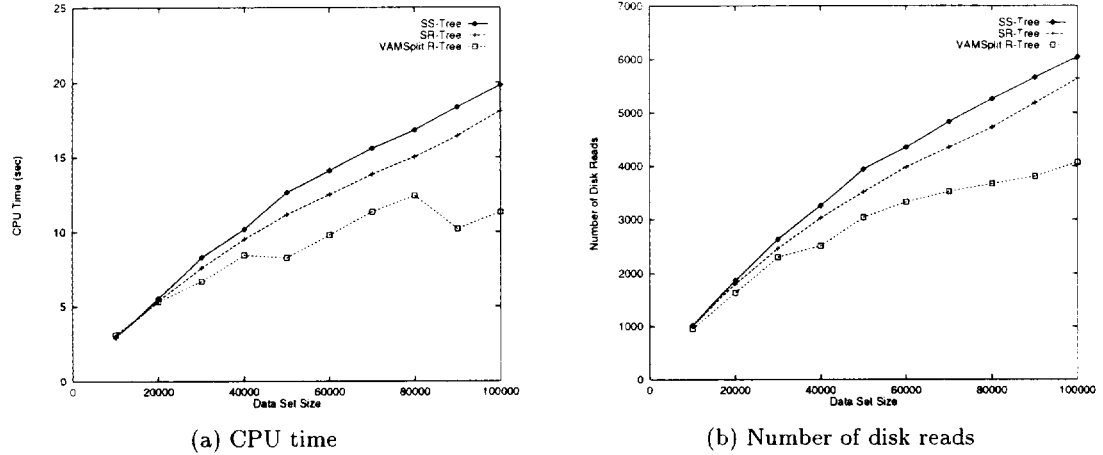 25
20
15
10
5
0
CPU Time (sec)
SS-Tree
SR-Tree
VAMSplit R-Tree
0 20000 40000 60000 80000 100000
Data Set Size
(a) CPU time
7000
6000
5000
4000
3000
2000
1000
0
Number of Disk Reads
SS-Tree
SR-Tree
VAMSplit R-Tree
0 20000 40000 60000 80000 100000
Data Set Size
(b) Number of disk reads